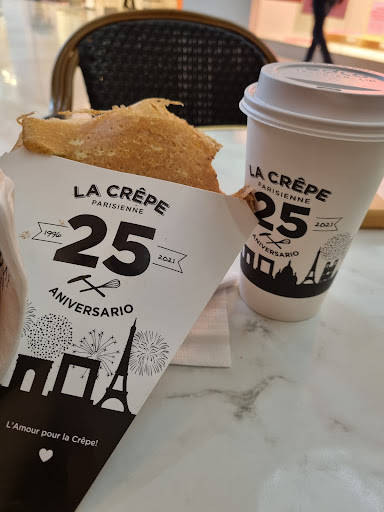 LA CRÊPE
PARISIENNE
1996 25 2021
ANIVERSARIO
L'Amour pour la Crêpe!
LA CRÊPE
PARISIENNE
25 2021
ANIVERSARIO